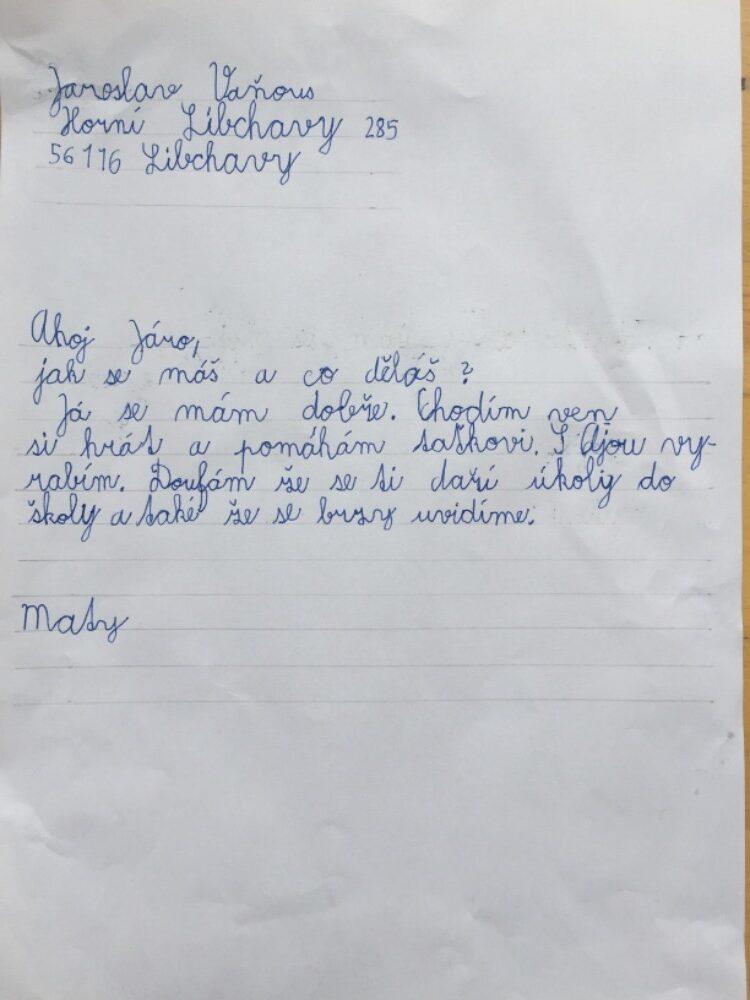 Jaroslav Vaňous
Horní Libchavy 285
56116 Libchavy
Ahoj Járo,
jak se máš a co děláš?
Já se mám dobře. Chodím ven
si hrát a pomáhám taťkovi. S Ajou vy-
rabím. Doufám že se ti daří úkoly do
školy a také že se brzy uvidíme.
Maty